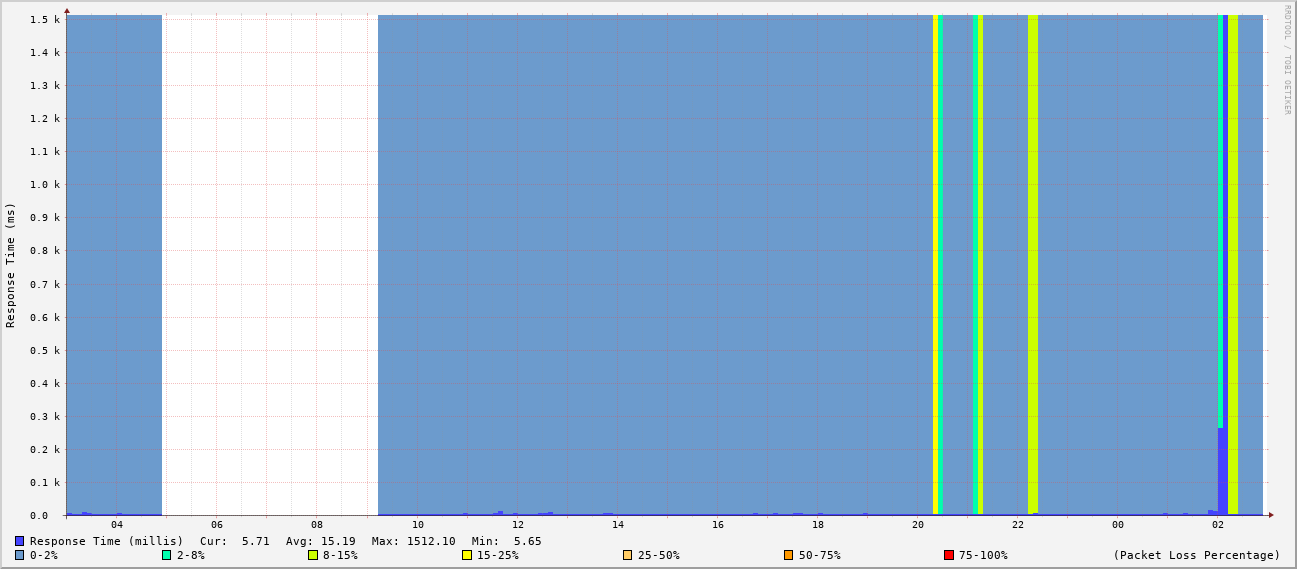 RRDTOOL / TOBI OETIKER
Response Time (ms)
1.5 k
1.4 k
1.3 k
1.2 k
1.1 k
1.0 k
0.9 k
0.8 k
0.7 k
0.6 k
0.5 k
0.4 k
0.3 k
0.2 k
0.1 k
0.0
04 06 08 10 12 14 16 18 20 22 00 02
Response Time (millis) Cur: 5.71 Avg: 15.19 Max: 1512.10 Min: 5.65
0-2% 2-8% 8-15% 15-25% 25-50% 50-75% 75-100% (Packet Loss Percentage)